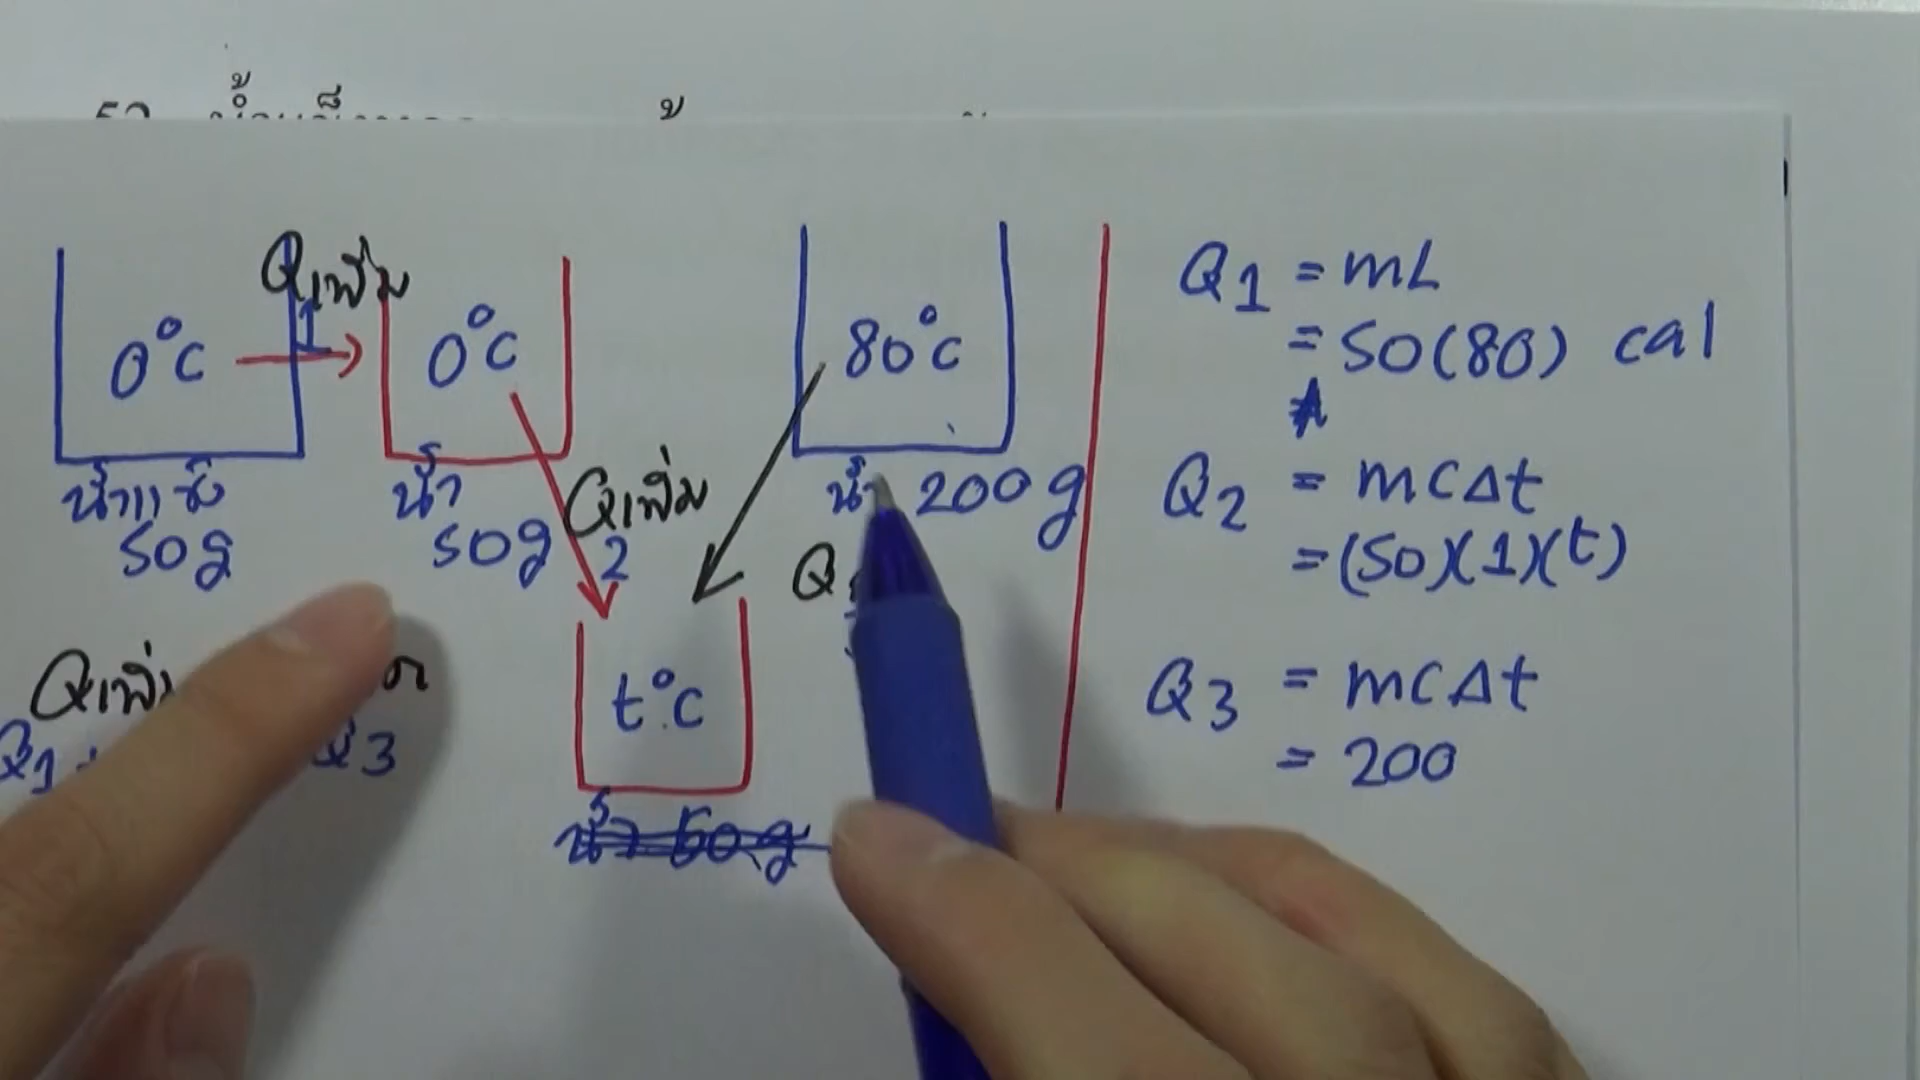 Qเพิ่ม
1
0°c
0°c
80°c
น้ำแข็ง
50g
น้ำ
50g
Qเพิ่ม
2
น้ำ 200g
Q
t°c
Qเพิ่ม
Q1 +
Q3
Q1 = mL
= 50(80) cal
Q2 = mcΔt
= (50)(1)(t)
Q3 = mcΔt
= 200